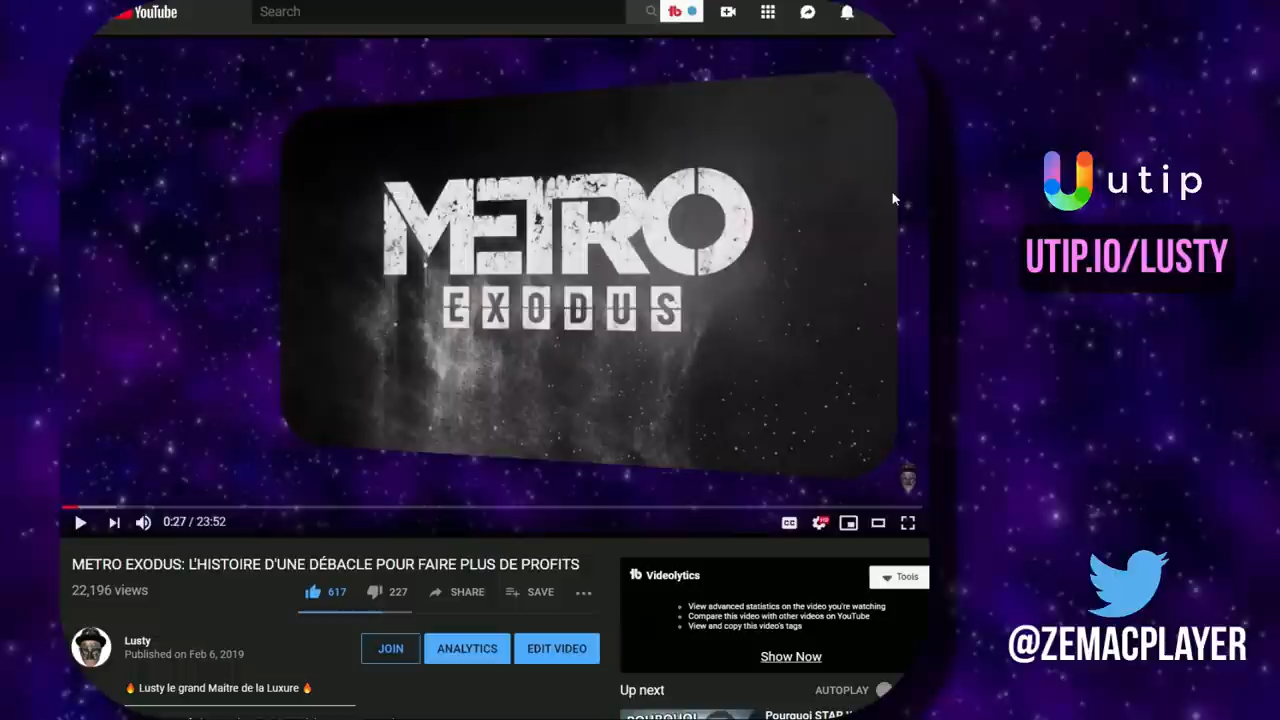 YouTube
Search
METRO
EXODUS
utip
UTIP.IO/LUSTY
0:27 / 23:52
CC
HD
METRO EXODUS: L'HISTOIRE D'UNE DÉBACLE POUR FAIRE PLUS DE PROFITS
22,196 views
617
227
SHARE
SAVE
Videolytics
Tools
View advanced statistics on the video you're watching
Compare this video with other videos on YouTube
View and copy this video's tags
Show Now
Lusty
Published on Feb 6, 2019
JOIN
ANALYTICS
EDIT VIDEO
🔥 Lusty le grand Maitre de la Luxure 🔥
Up next
AUTOPLAY
@ZEMACPLAYER